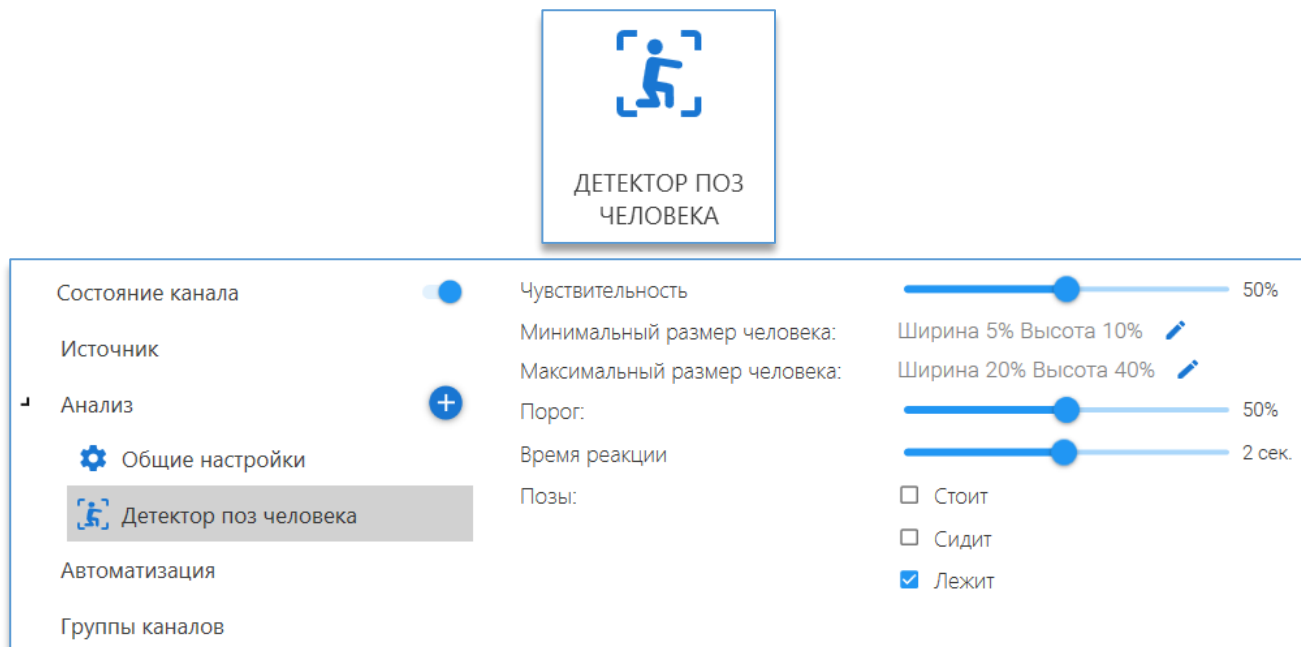 ДЕТЕКТОР ПОЗ
ЧЕЛОВЕКА
Состояние канала
Источник
Анализ
Общие настройки
Детектор поз человека
Автоматизация
Группы каналов
Чувствительность 50%
Минимальный размер человека: Ширина 5% Высота 10%
Максимальный размер человека: Ширина 20% Высота 40%
Порог: 50%
Время реакции 2 сек.
Позы: Стоит
Сидит
Лежит